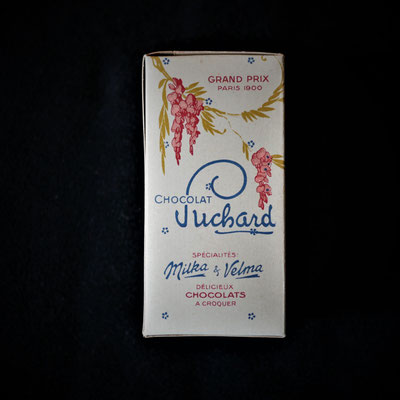 GRAND PRIX
PARIS 1900
CHOCOLAT
Suchard
SPÉCIALITÉS
Milka & Velma
DÉLICIEUX
CHOCOLATS
A CROQUER